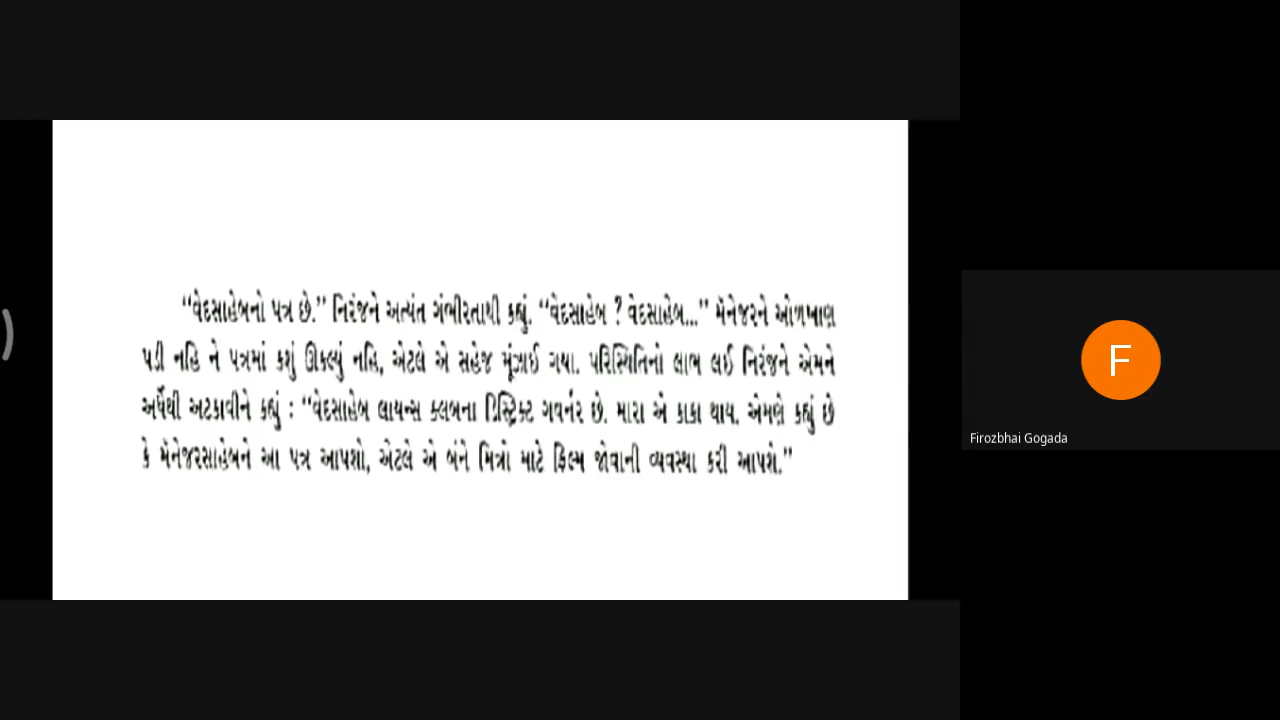 “વેદસાહેબનો પત્ર છે.” નિરંજને અત્યંત ગંભીરતાથી કહ્યું. “વેદસાહેબ ? વેદસાહેબ...” મૅનેજરને ઓળખાણ
પડી નહિ ને પત્રમાં કશું ઊકલ્યું નહિ, એટલે એ સહેજ મૂંઝાઈ ગયા. પરિસ્થિતિનો લાભ લઈ નિરંજને એમને
અર્ધેથી અટકાવીને કહ્યું : “વેદસાહેબ લાયન્સ ક્લબના ડિસ્ટ્રિક્ટ ગવર્નર છે. મારા એ કાકા થાય. એમણે કહ્યું છે
કે મૅનેજરસાહેબને આ પત્ર આપશો, એટલે એ બંને મિત્રો માટે ફિલ્મ જોવાની વ્યવસ્થા કરી આપશે.”
F
Firozbhai Gogada